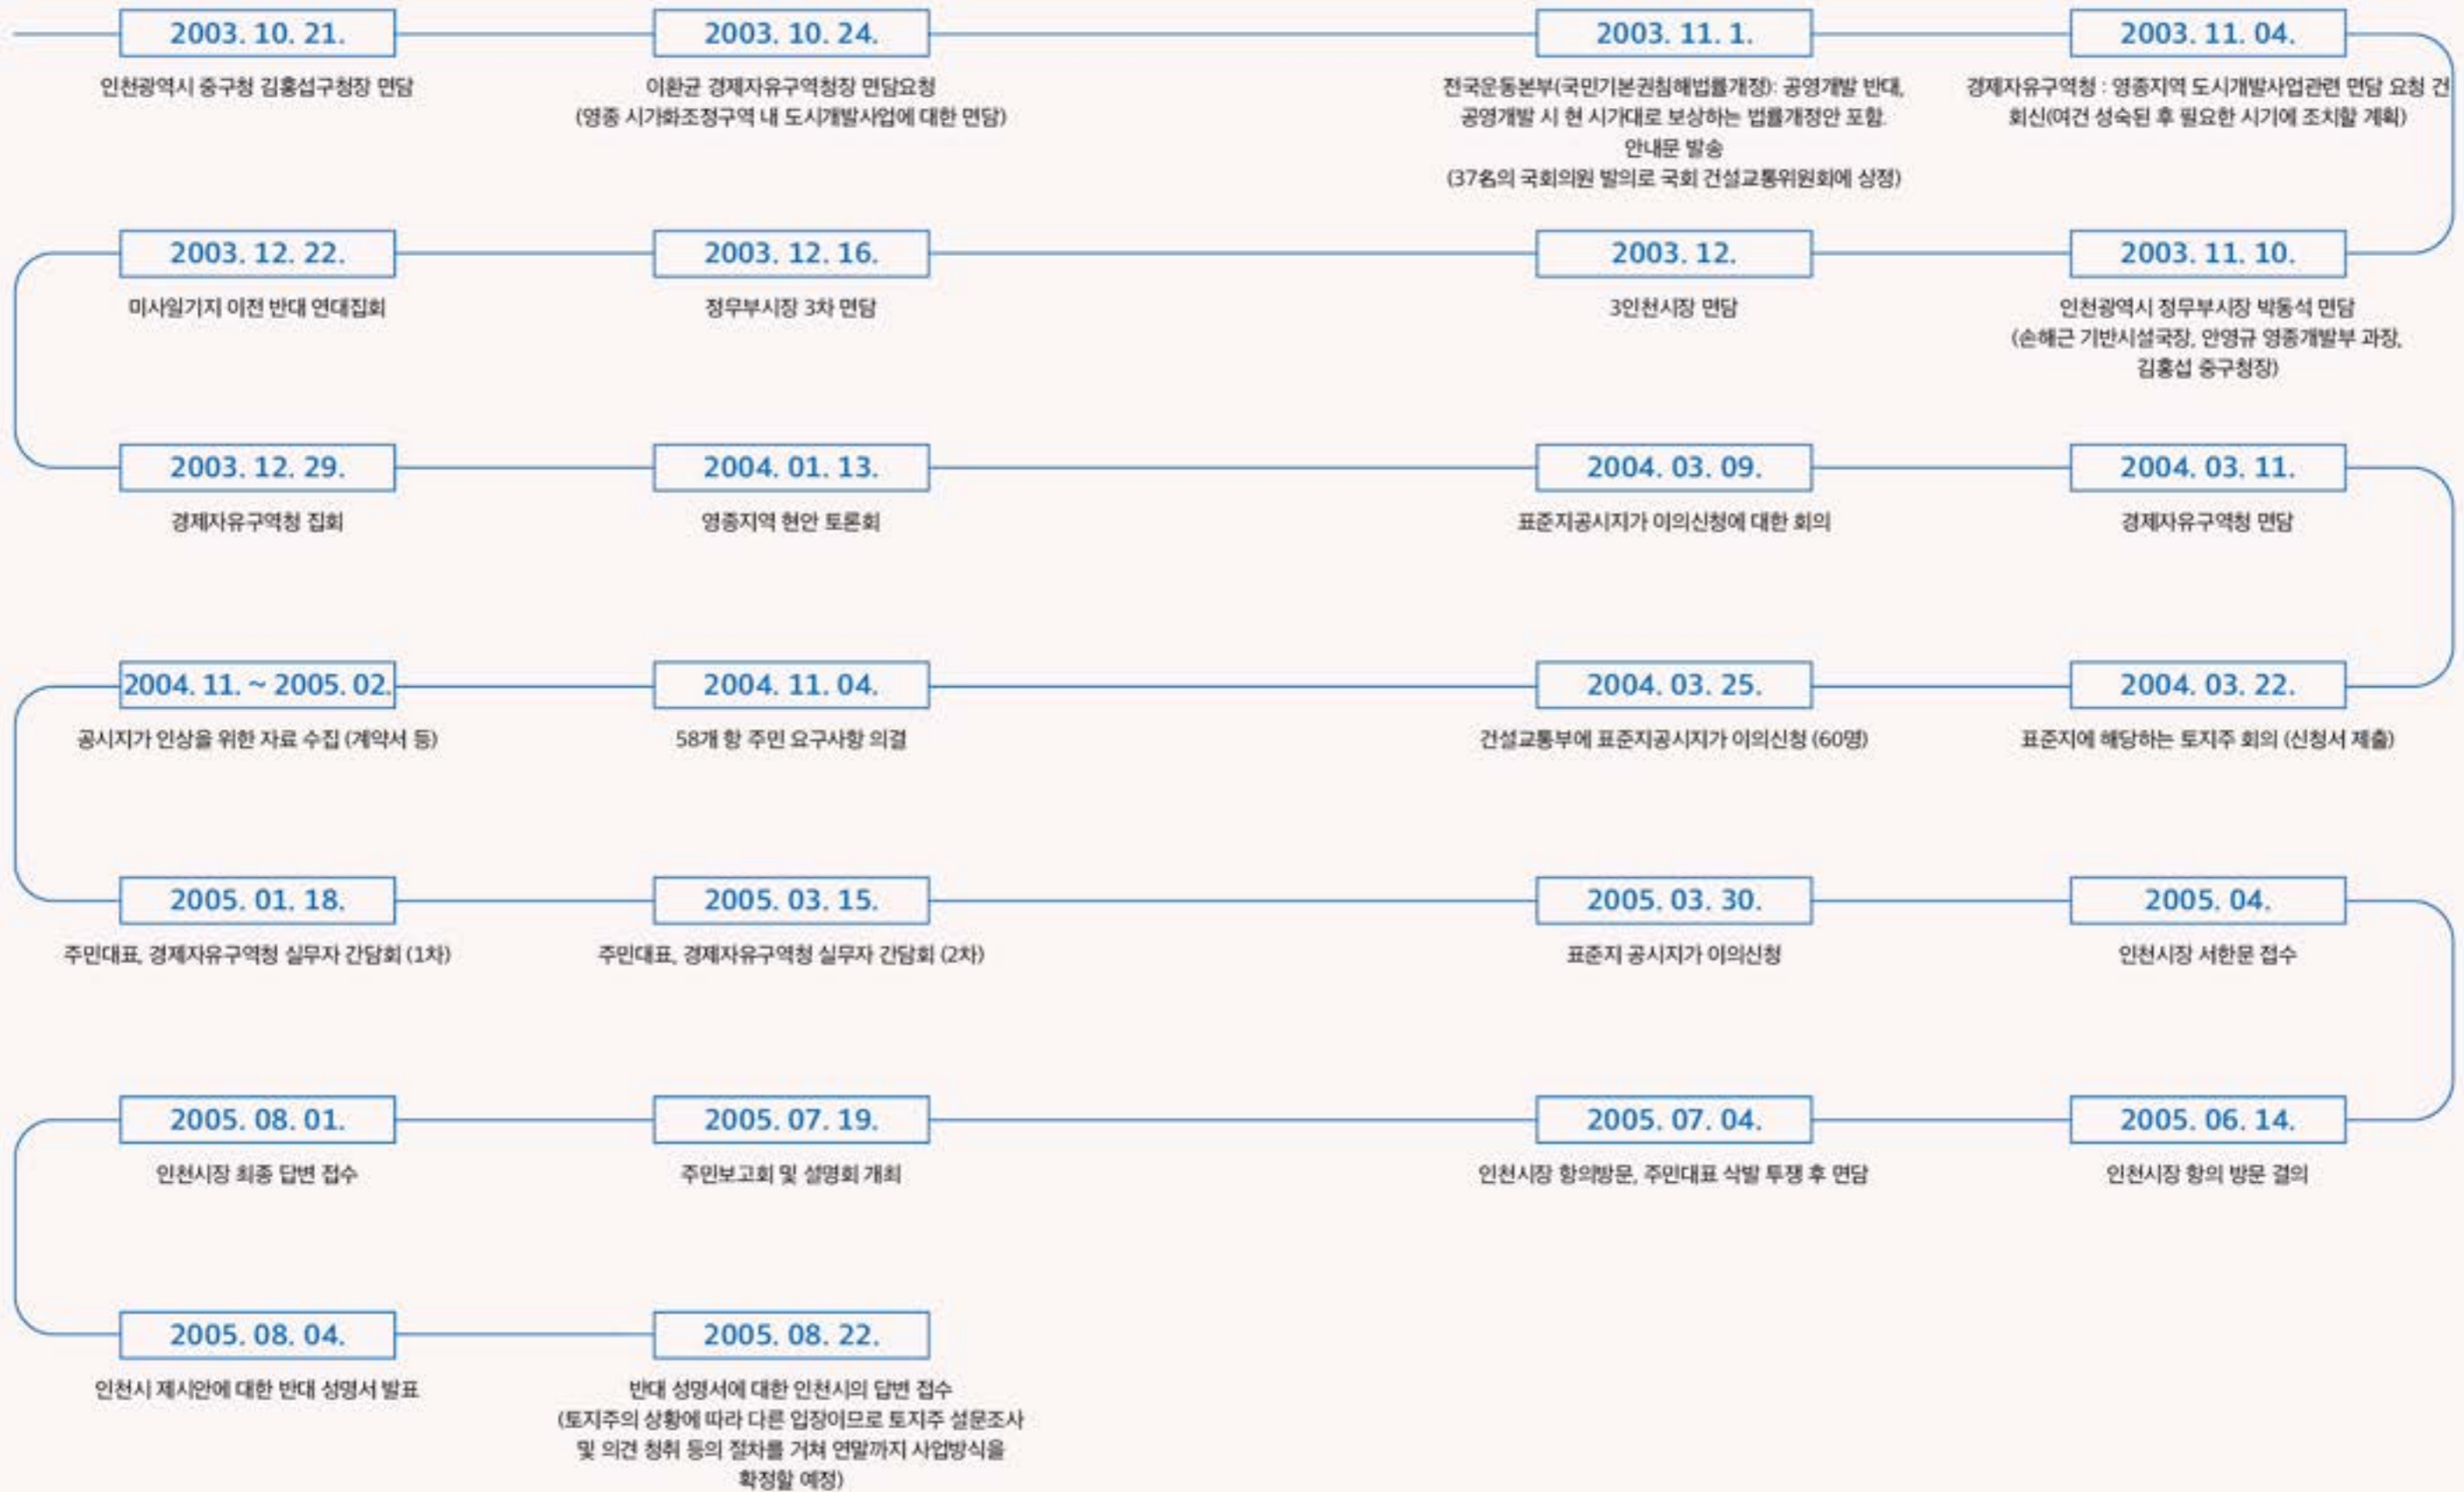 2003. 10. 21.
인천광역시 중구청 김홍섭구청장 면담
2003. 10. 24.
이환균 경제자유구역청장 면담요청
(영종 시가화조정구역 내 도시개발사업에 대한 면담)
2003. 11. 1.
전국운동본부(국민기본권침해법률개정): 공영개발 반대,
공영개발 시 현 시가대로 보상하는 법률개정안 포함.
안내문 발송
(37名의 국회의원 발의로 국회 건설교통위원회에 상정)
2003. 11. 04.
경제자유구역청 : 영종지역 도시개발사업관련 면담 요청 건
회신(여건 성숙된 후 필요한 시기에 조치할 계획)
2003. 11. 10.
인천광역시 정무부시장 박동석 면담
(손해근 기반시설국장, 안영규 영종개발부 과장,
김홍섭 중구청장)
2003. 12.
3인천시장 면담
2003. 12. 16.
정무부시장 3차 면담
2003. 12. 22.
미사일기지 이전 반대 연대집회
2003. 12. 29.
경제자유구역청 집회
2004. 01. 13.
영종지역 현안 토론회
2004. 03. 09.
표준지공시지가 이의신청에 대한 회의
2004. 03. 11.
경제자유구역청 면담
2004. 03. 22.
표준지에 해당하는 토지주 회의 (신청서 제출)
2004. 03. 25.
건설교통부에 표준지공시지가 이의신청 (60명)
2004. 11. 04.
58개 항 주민 요구사항 의결
2004. 11. ~ 2005. 02.
공시지가 인상을 위한 자료 수집 (계약서 등)
2005. 01. 18.
주민대표, 경제자유구역청 실무자 간담회 (1차)
2005. 03. 15.
주민대표, 경제자유구역청 실무자 간담회 (2차)
2005. 03. 30.
표준지 공시지가 이의신청
2005. 04.
인천시장 서한문 접수
2005. 06. 14.
인천시장 항의 방문 결의
2005. 07. 04.
인천시장 항의방문, 주민대표 삭발 투쟁 후 면담
2005. 07. 19.
주민보고회 및 설명회 개최
2005. 08. 01.
인천시장 최종 답변 접수
2005. 08. 04.
인천시 제시안에 대한 반대 성명서 발표
2005. 08. 22.
반대 성명서에 대한 인천시의 답변 접수
(토지주의 상황에 따라 다른 입장이므로 토지주 설문조사
및 의견 청취 등의 절차를 거쳐 연말까지 사업방식을
확정할 예정)